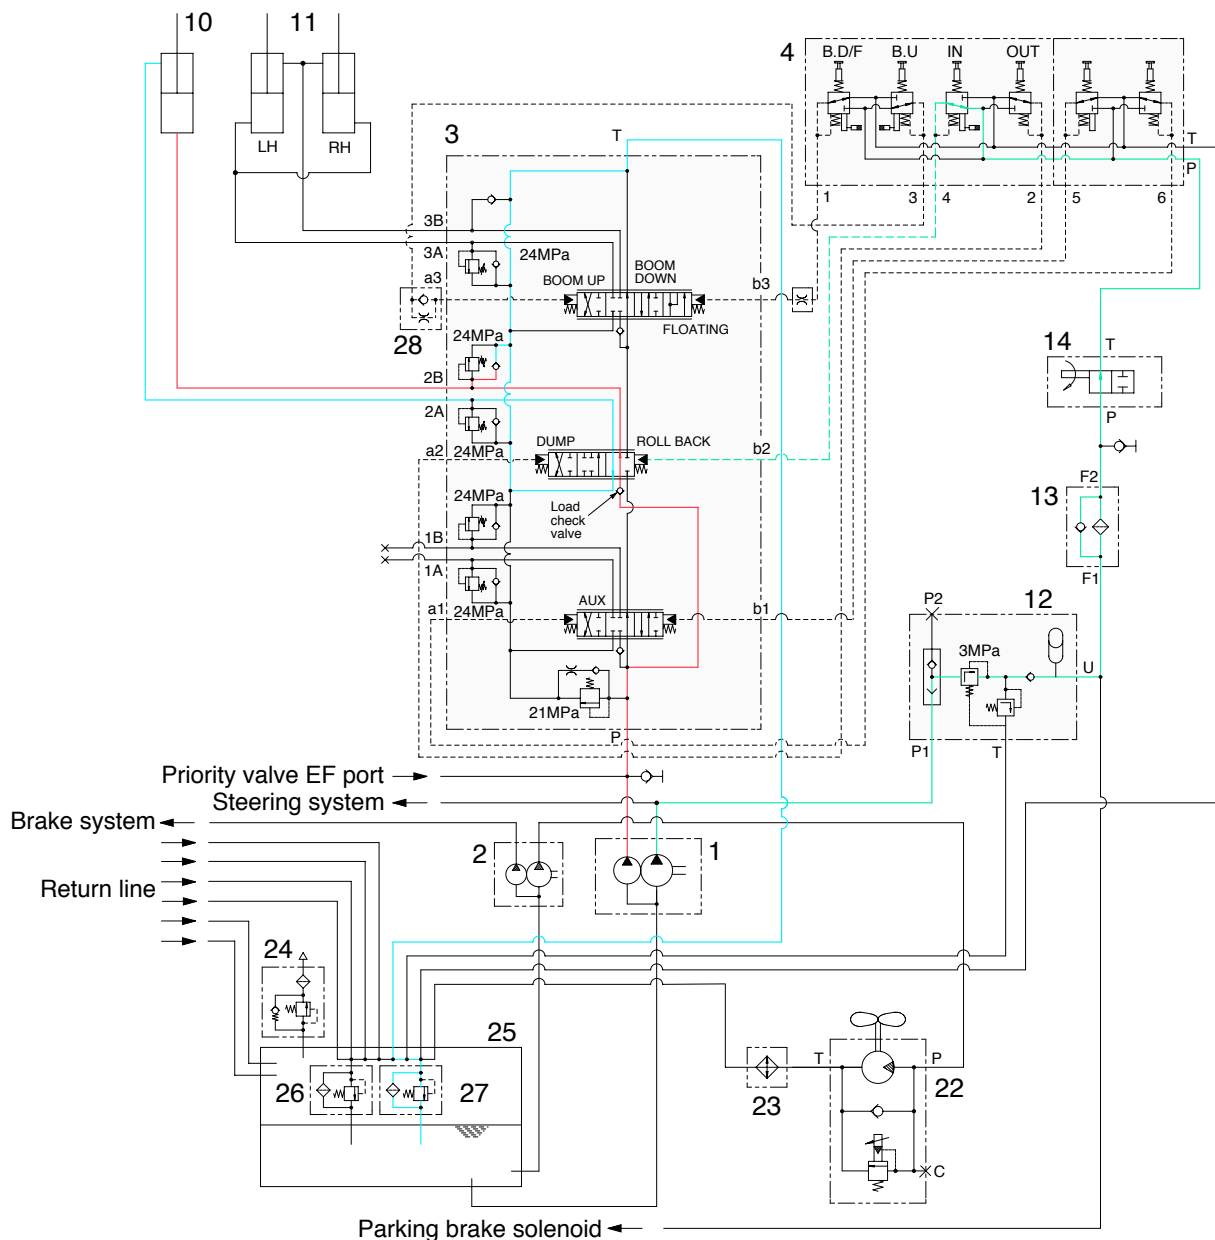 10
11
4
B.D/F
B.U
IN
OUT
LH
RH
3
T
T
P
1
3
4
2
5
6
3B
3A
24MPa
BOOM UP
BOOM
DOWN
a3
b3
FLOATING
28
24MPa
2B
2A
24MPa
DUMP
ROLL BACK
a2
b2
14
T
P
24MPa
Load
check
valve
1B
1A
24MPa
AUX
a1
b1
F2
13
F1
P2
12
3MPa
U
21MPa
P
P1
T
Priority valve EF port
Steering system
Brake system
2
1
Return line
24
25
26
27
23
T
P
22
C
Parking brake solenoid